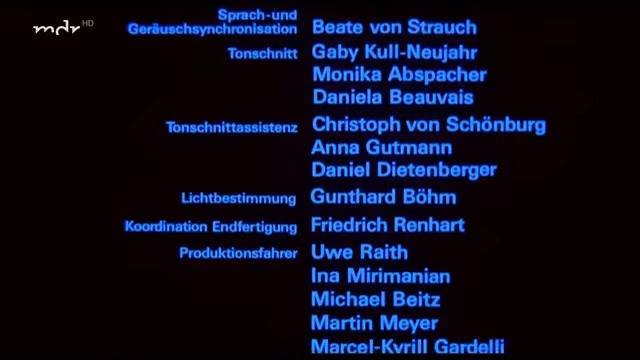 mdr HD
Sprach-und
Geräuschsynchronisation Beate von Strauch
Tonschnitt Gaby Kull-Neujahr
Monika Abspacher
Daniela Beauvais
Tonschnittassistenz Christoph von Schönburg
Anna Gutmann
Daniel Dietenberger
Lichtbestimmung Gunthard Böhm
Koordination Endfertigung Friedrich Renhart
Produktionsfahrer Uwe Raith
Ina Mirimanian
Michael Beitz
Martin Meyer
Marcel-Kyrill Gardelli